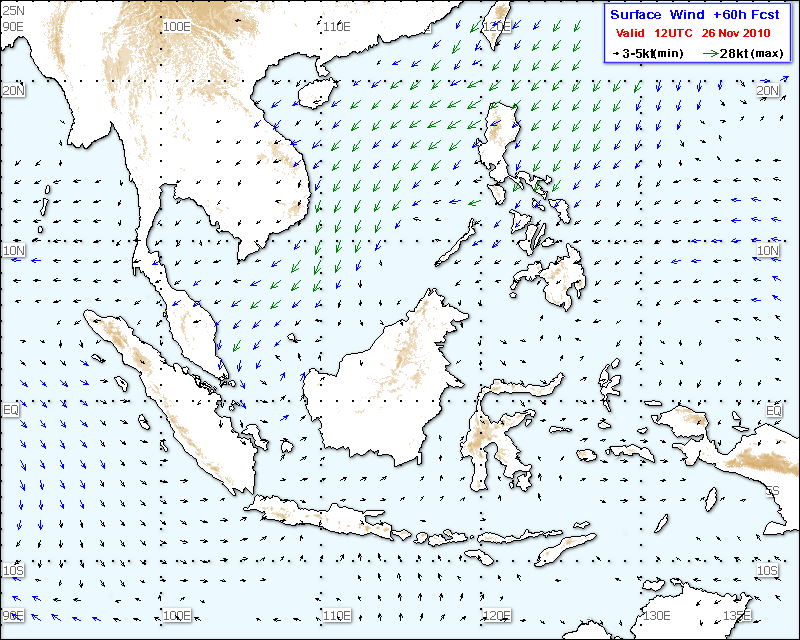 25N
90E 100E 110E 120E
Surface Wind +60h Fcst
Valid 12UTC 26 Nov 2010
3-5kt(min) 28kt(max)
20N 20N
10N 10N
EQ EQ
5S
10S 10S
90E 100E 110E 120E 130E 135E